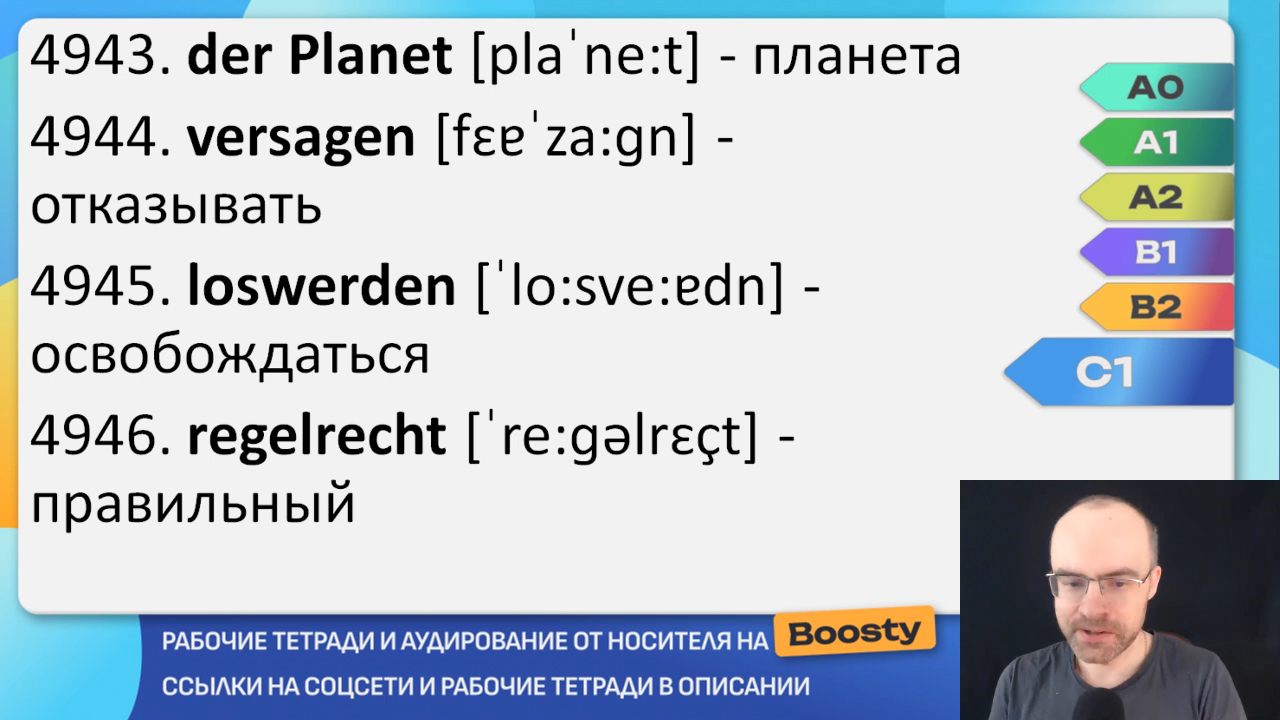 4943. der Planet [plaˈne:t] - планета
4944. versagen [fɛɐˈza:gn] -
отказывать
4945. loswerden [ˈlo:sve:ɐdn] -
освобождаться
4946. regelrecht [ˈre:gəlrɛçt] -
правильный
A0
A1
A2
B1
B2
C1
РАБОЧИЕ ТЕТРАДИ И АУДИРОВАНИЕ ОТ НОСИТЕЛЯ НА Boosty
ССЫЛКИ НА СОЦСЕТИ И РАБОЧИЕ ТЕТРАДИ В ОПИСАНИИ